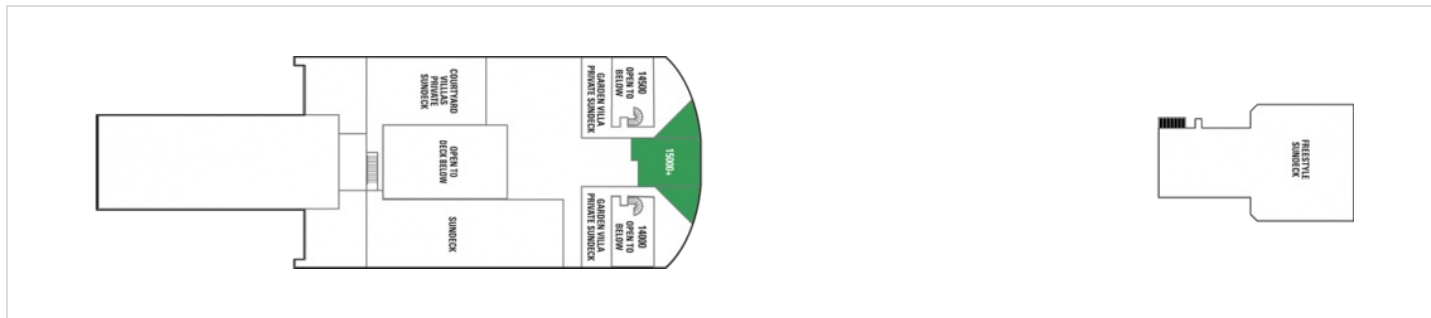 COURTYARD
VILLLAS
PRIVATE
SUNDECK
OPEN TO
DECK BELOW
SUNDECK
14500
OPEN TO
BELOW
GARDEN VILLA
PRIVATE SUNDECK
15000+
14000
OPEN TO
BELOW
GARDEN VILLA
PRIVATE SUNDECK
FREESTYLE
SUNDECK